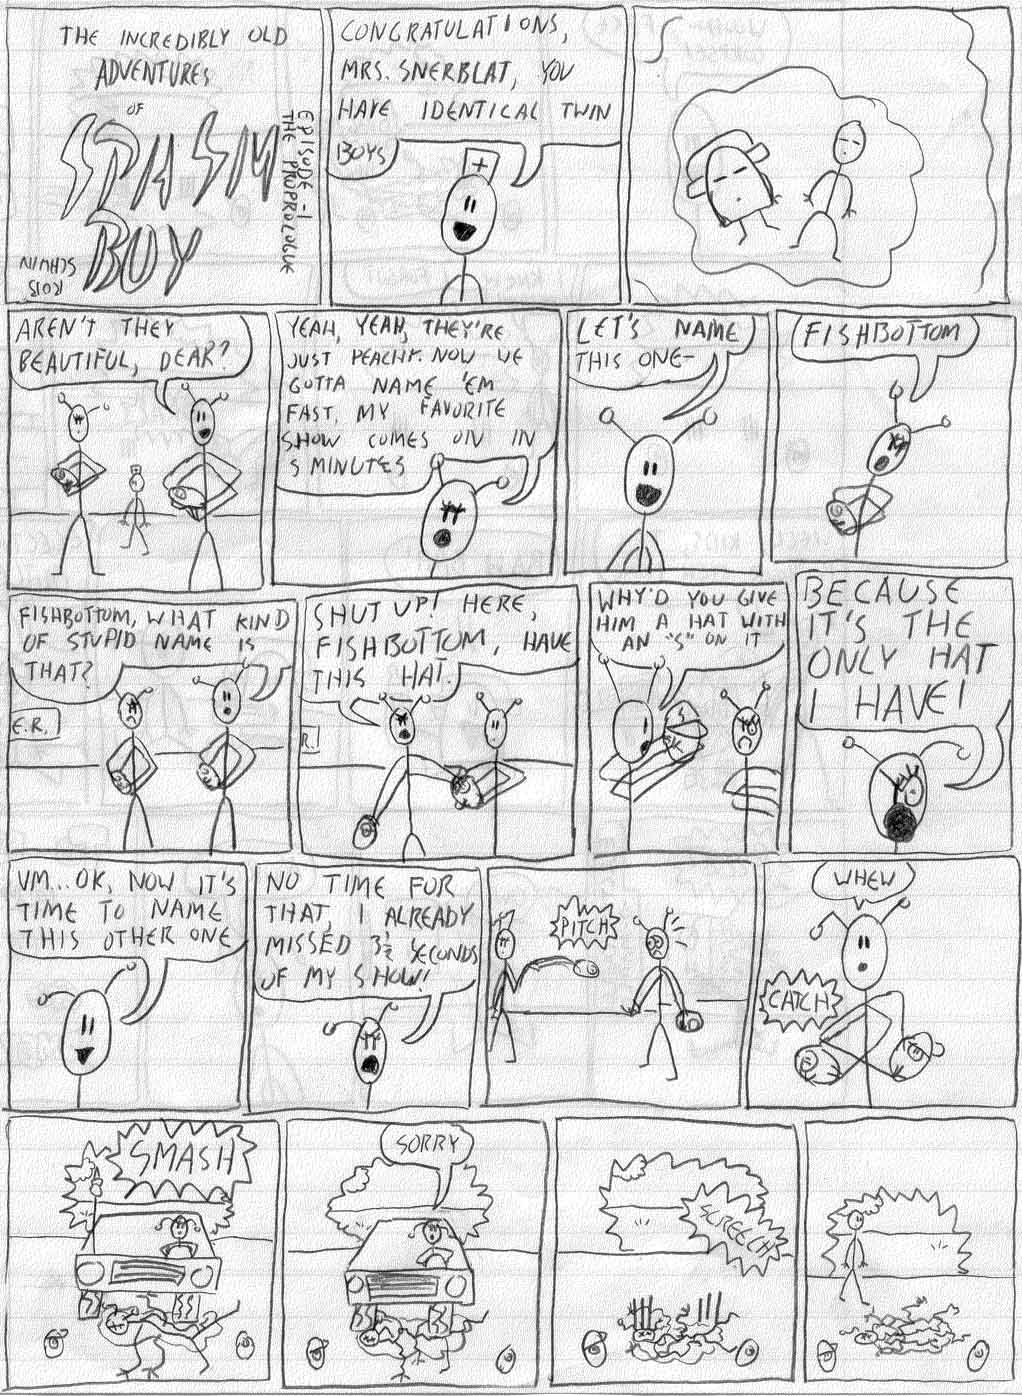 THE INCREDIBLY OLD
ADVENTURES
OF
SPASIM
BOY
EPISODE -1
THE PROPROLOGUE
CONGRATULATIONS,
MRS. SNERBLAT, YOU
HAVE IDENTICAL TWIN
BOYS
AREN'T THEY
BEAUTIFUL, DEAR?
YEAH, YEAH, THEY'RE
JUST PEACHY. NOW WE
GOTTA NAME 'EM
FAST, MY FAVORITE
SHOW COMES ON IN
5 MINUTES
LET'S NAME
THIS ONE-
FISHBOTTOM
FISHBOTTOM, WHAT KIND
OF STUPID NAME IS
THAT?
E.R.
SHUT UP! HERE,
FISHBOTTOM, HAVE
THIS HAT.
R.
WHY'D YOU GIVE
HIM A HAT WITH
AN "S" ON IT
S
BECAUSE
IT'S THE
ONLY HAT
I HAVE!
UM...OK, NOW IT'S
TIME TO NAME
THIS OTHER ONE
NO TIME FOR
THAT, I ALREADY
MISSED 3½ SECONDS
OF MY SHOW!
PITCH
WHEW
CATCH
SMASH
SORRY
SCREECH